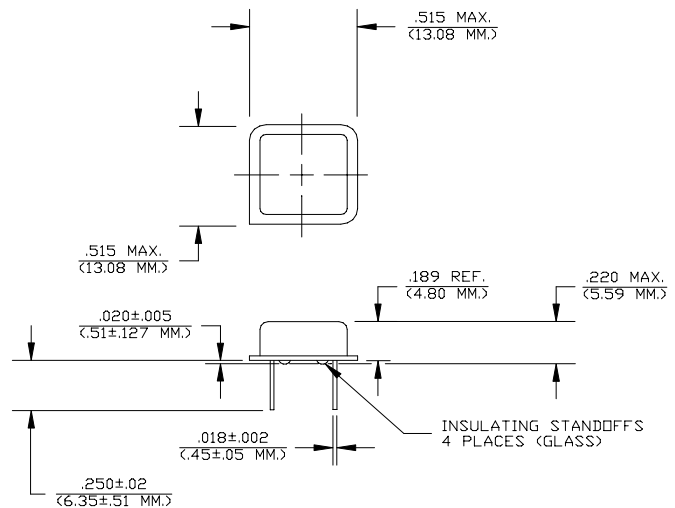 .515 MAX.
(13.08 MM.)
.515 MAX.
(13.08 MM.)
.189 REF.
(4.80 MM.)
.220 MAX.
(5.59 MM.)
.020±.005
(.51±.127 MM.)
INSULATING STANDOFFS
4 PLACES (GLASS)
.018±.002
(.45±.05 MM.)
.250±.02
(6.35±.51 MM.)